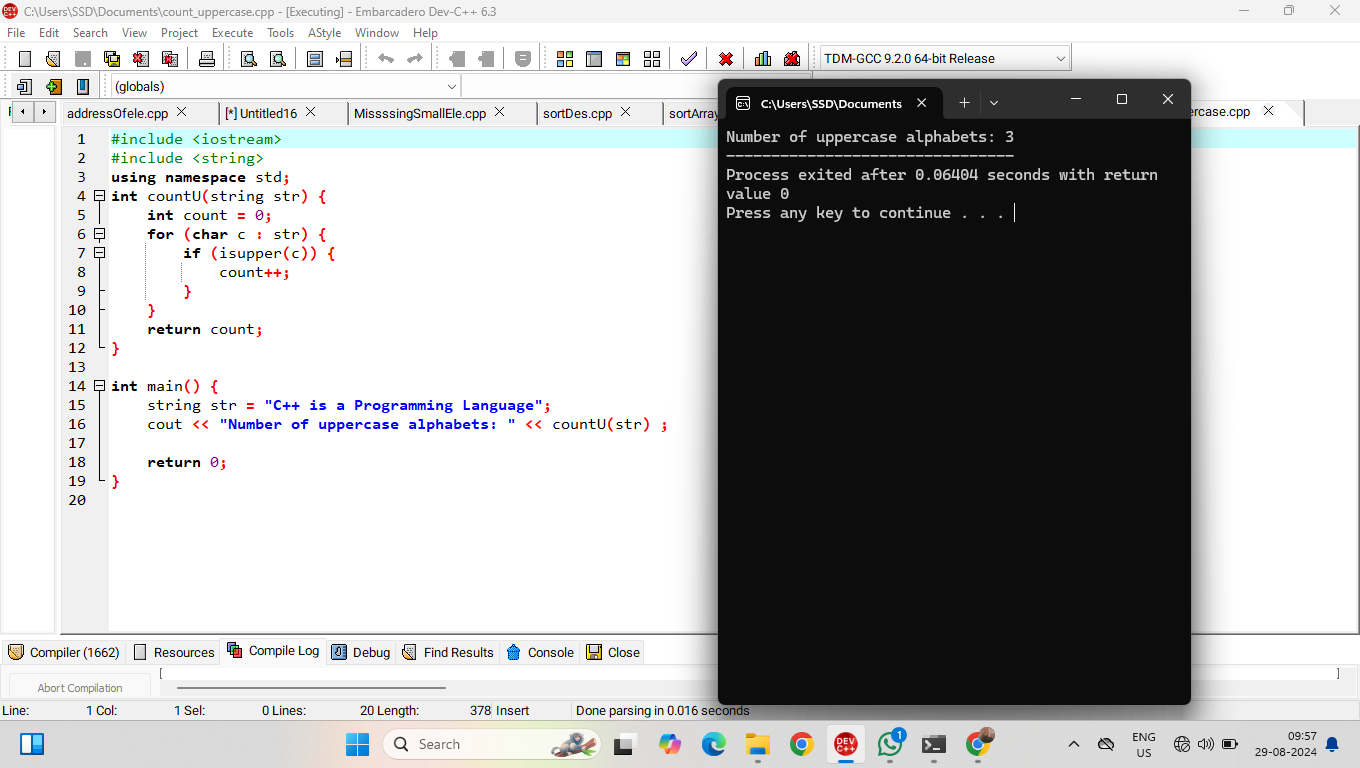 C:\Users\SSD\Documents\count_uppercase.cpp - [Executing] - Embarcadero Dev-C++ 6.3
File Edit Search View Project Execute Tools AStyle Window Help
TDM-GCC 9.2.0 64-bit Release
(globals)
addressOfele.cpp [*] Untitled16 MissssingSmallEle.cpp sortDes.cpp sortArray ercase.cpp
1 #include <iostream>
2 #include <string>
3 using namespace std;
4 int countU(string str) {
5 int count = 0;
6 for (char c : str) {
7 if (isupper(c)) {
8 count++;
9 }
10 }
11 return count;
12 }
13
14 int main() {
15 string str = "C++ is a Programming Language";
16 cout << "Number of uppercase alphabets: " << countU(str) ;
17
18 return 0;
19 }
20
C:\Users\SSD\Documents
Number of uppercase alphabets: 3
--------------------------------
Process exited after 0.06404 seconds with return
value 0
Press any key to continue . . .
Compiler (1662) Resources Compile Log Debug Find Results Console Close
Abort Compilation
Line: 1 Col: 1 Sel: 0 Lines: 20 Length: 378 Insert Done parsing in 0.016 seconds
Search
DEV C++
1
ENG
US
09:57
29-08-2024